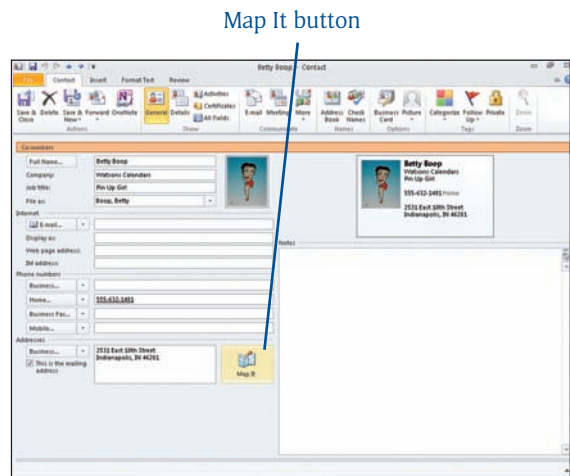 Map It button
Betty Boop - Contact
File Contact Insert Format Text Review
Save & Close Delete Save & New Forward OneNote General Details Activities Certificates All Fields E-mail Meeting More Address Book Check Names Business Card Picture Categorize Follow Up Private Zoom
Actions Show Communicate Names Options Tags Zoom
Co-workers
Full Name... Betty Boop
Company: Watsons Calendars
Job title: Pin Up Girl
File as: Boop, Betty
Internet
E-mail...
Display as:
Web page address:
IM address:
Phone numbers
Business...
Home... 555-432-1491
Business Fax...
Mobile...
Addresses
Business... 2531 East 10th Street
Indianapolis, IN 46201
This is the mailing address
Map It
Betty Boop
Watsons Calendars
Pin Up Girl
555-432-1491 Home
2531 East 10th Street
Indianapolis, IN 46201
Notes